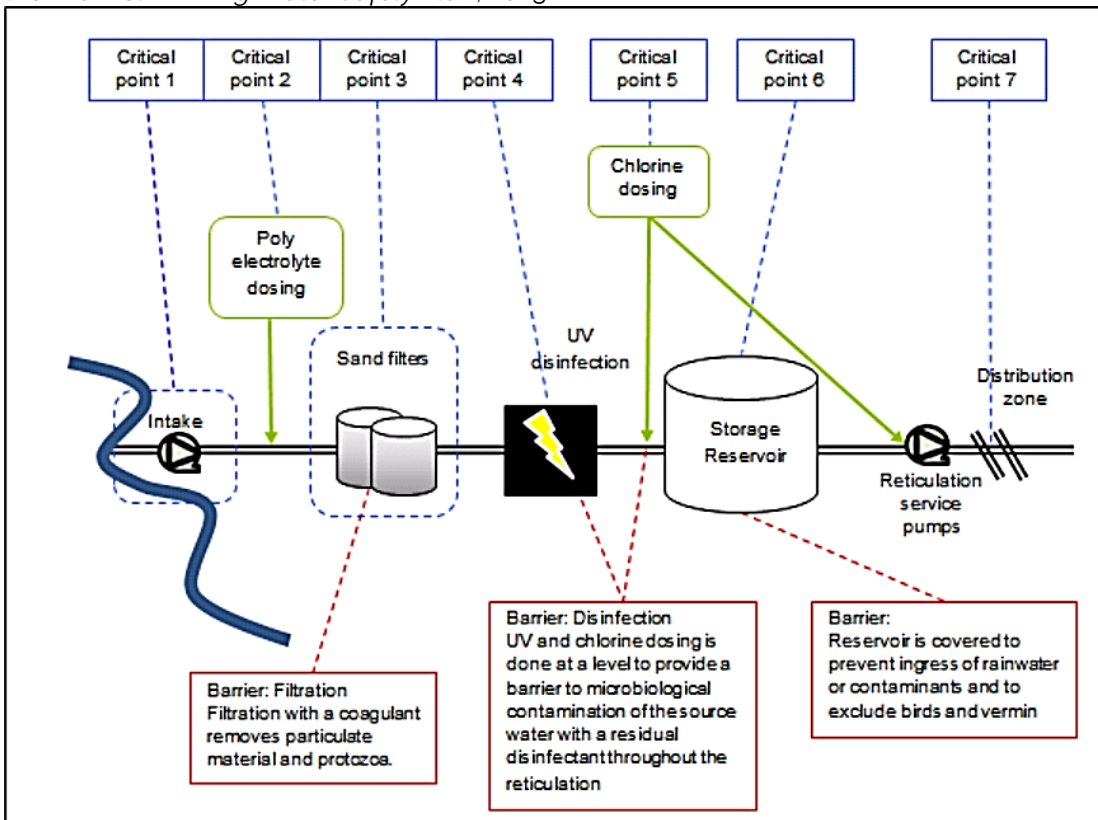 Critical
point 1
Critical
point 2
Critical
point 3
Critical
point 4
Critical
point 5
Critical
point 6
Critical
point 7
Chlorine
dosing
Poly
electrolyte
dosing
UV
disinfection
Sand filters
Distribution
zone
Intake
Storage
Reservoir
Reticulation
service
pumps
Barrier: Filtration
Filtration with a coagulant
removes particulate
material and protozoa.
Barrier: Disinfection
UV and chlorine dosing is
done at a level to provide a
barrier to microbiological
contamination of the source
water with a residual
disinfectant throughout the
reticulation
Barrier:
Reservoir is covered to
prevent ingress of rainwater
or contaminants and to
exclude birds and vermin